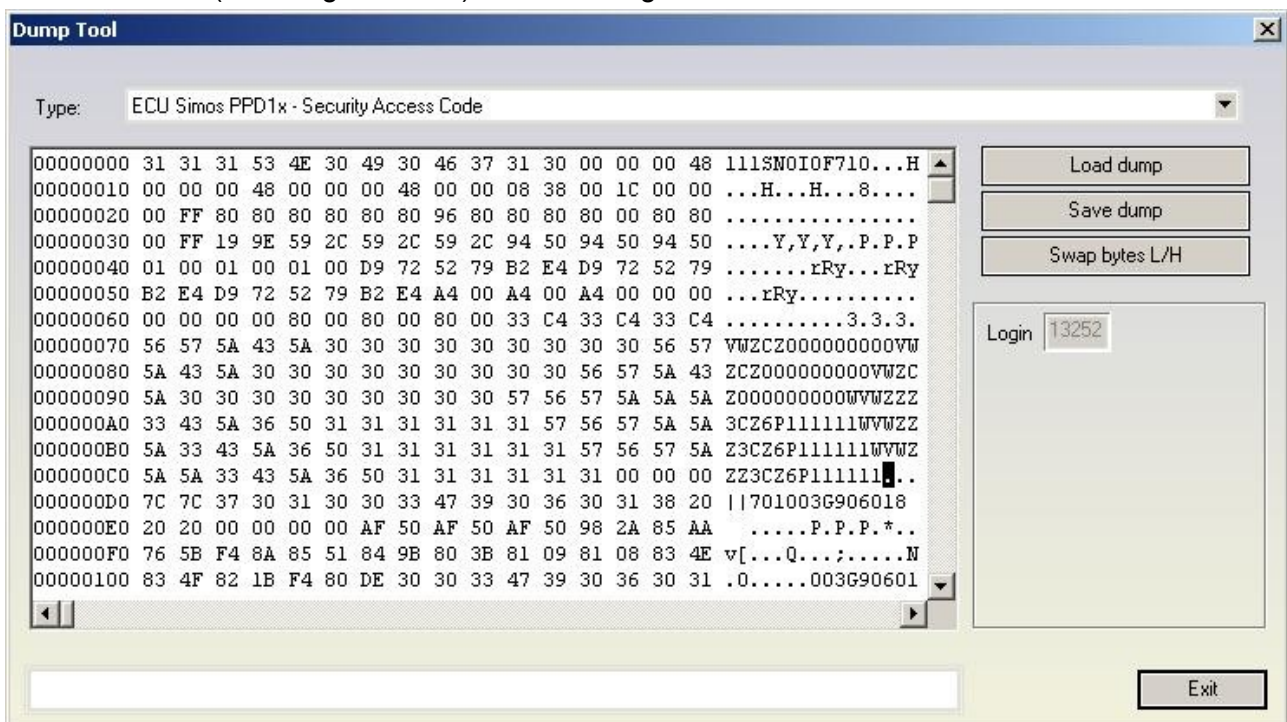 Dump Tool
Type: ECU Simos PPD1x - Security Access Code
00000000 31 31 31 53 4E 30 49 30 46 37 31 30 00 00 00 48 111SN0I0F710...H
00000010 00 00 00 48 00 00 00 48 00 00 08 38 00 1C 00 00 ...H...H...8....
00000020 00 FF 80 80 80 80 80 80 96 80 80 80 80 00 80 80 ................
00000030 00 FF 19 9E 59 2C 59 2C 59 2C 94 50 94 50 94 50 ....Y,Y,Y,.P.P.P
00000040 01 00 01 00 01 00 D9 72 52 79 B2 E4 D9 72 52 79 .......rRy...rRy
00000050 B2 E4 D9 72 52 79 B2 E4 A4 00 A4 00 A4 00 00 00 ...rRy..........
00000060 00 00 00 00 80 00 80 00 80 00 33 C4 33 C4 33 C4 ..........3.3.3.
00000070 56 57 5A 43 5A 30 30 30 30 30 30 30 30 30 56 57 VWZCZ000000000VW
00000080 5A 43 5A 30 30 30 30 30 30 30 30 30 56 57 5A 43 ZCZ000000000VWZC
00000090 5A 30 30 30 30 30 30 30 30 30 57 56 57 5A 5A 5A Z000000000WVWZZZ
000000A0 33 43 5A 36 50 31 31 31 31 31 31 57 56 57 5A 5A 3CZ6P111111WVWZZ
000000B0 5A 33 43 5A 36 50 31 31 31 31 31 31 57 56 57 5A Z3CZ6P111111WVWZ
000000C0 5A 5A 33 43 5A 36 50 31 31 31 31 31 31 00 00 00 ZZ3CZ6P111111...
000000D0 7C 7C 37 30 31 30 30 33 47 39 30 36 30 31 38 20 ||701003G906018
000000E0 20 20 00 00 00 00 AF 50 AF 50 AF 50 98 2A 85 AA .....P.P.P.*..
000000F0 76 5B F4 8A 85 51 84 9B 80 3B 81 09 81 08 83 4E v[...Q...;.....N
00000100 83 4F 82 1B F4 80 DE 30 30 33 47 39 30 36 30 31 .O.....003G90601
Load dump
Save dump
Swap bytes L/H
Login 13252
Exit